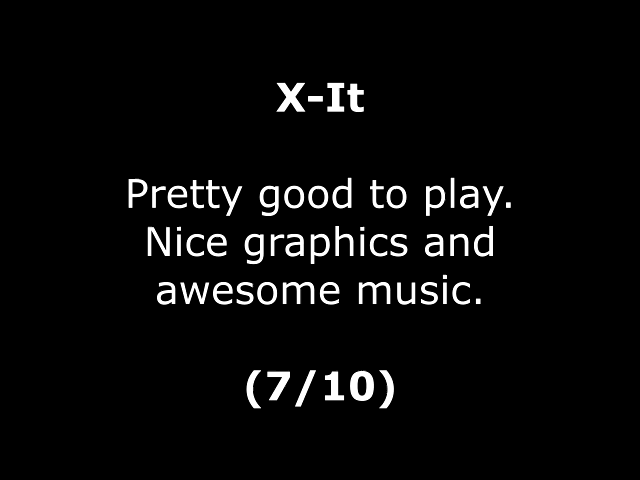 X-It
Pretty good to play.
Nice graphics and
awesome music.
(7/10)